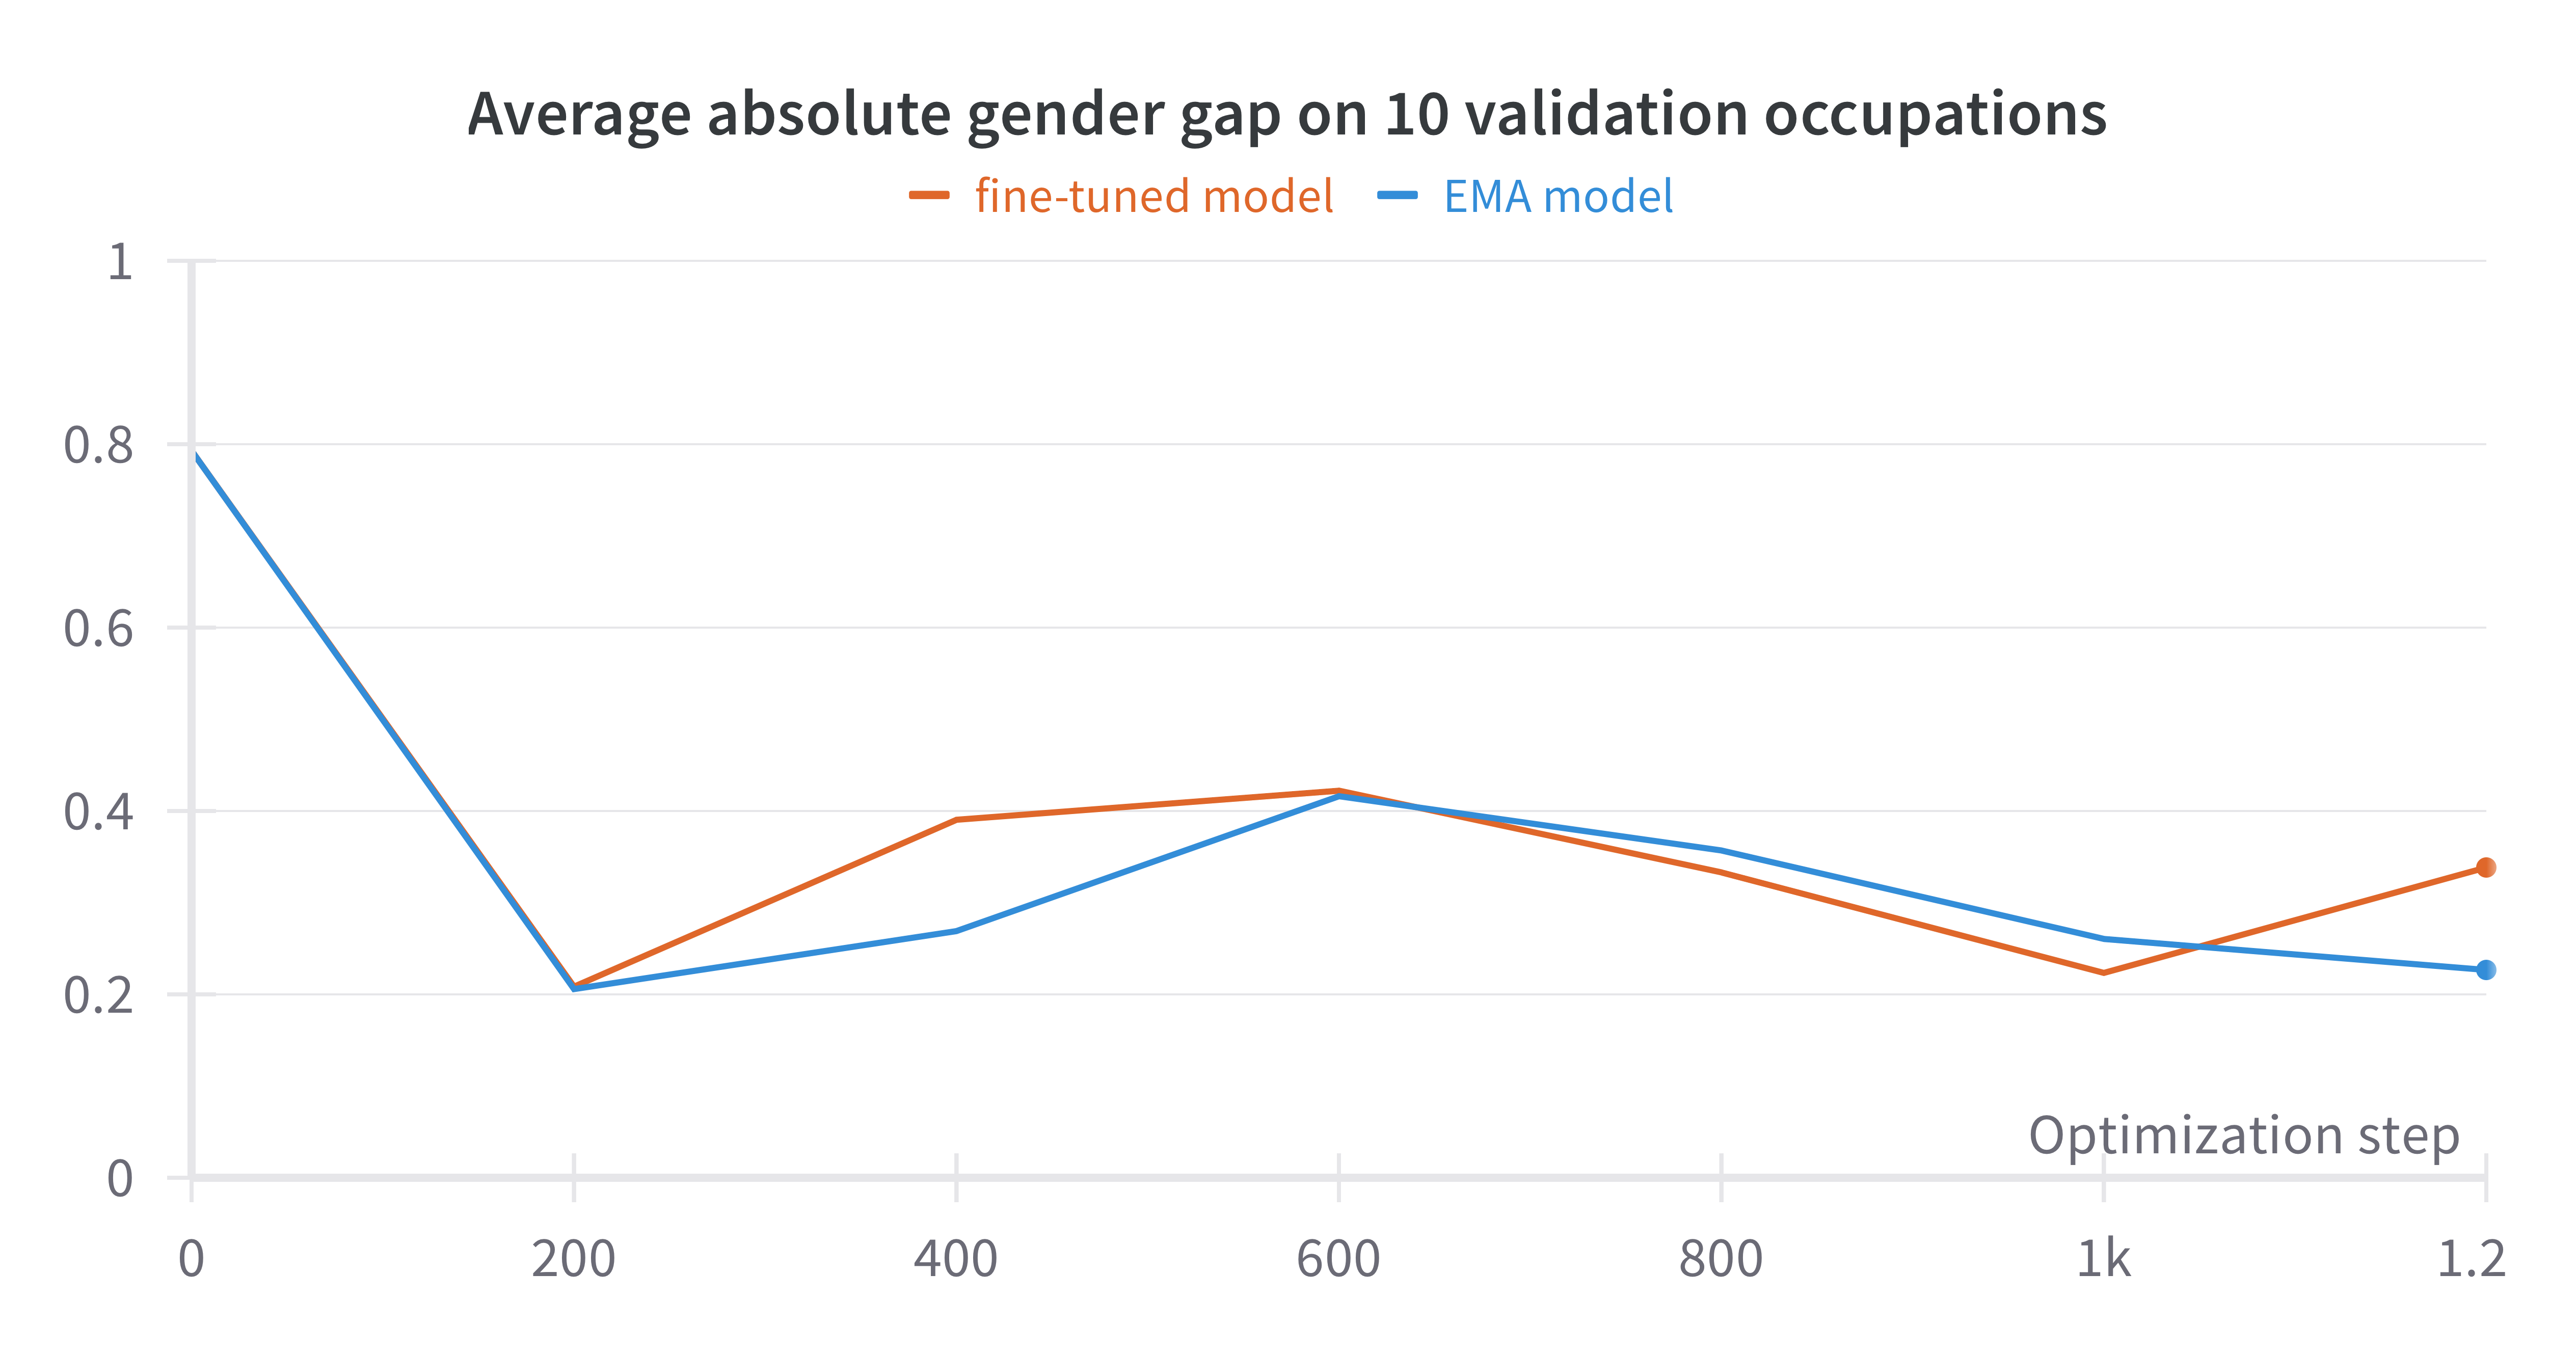 Average absolute gender gap on 10 validation occupations
fine-tuned model EMA model
1
0.8
0.6
0.4
0.2
0
Optimization step
0 200 400 600 800 1k 1.2